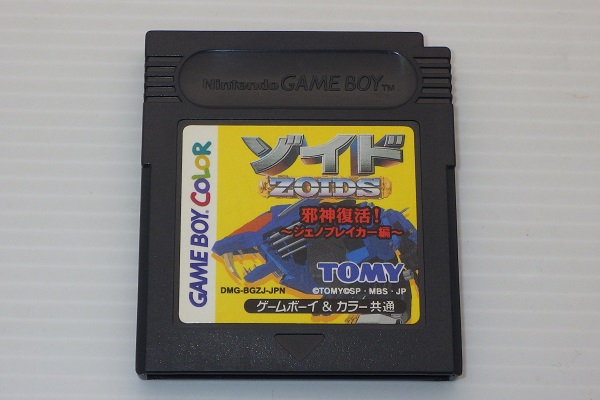 Nintendo GAME BOY™
GAME BOY COLOR
ゾイド
ZOIDS
邪神復活!
~ジェノブレイカー編~
TOMY
DMG-BGZJ-JPN
©TOMY©SP・MBS・JP
ゲームボーイ&カラー共通